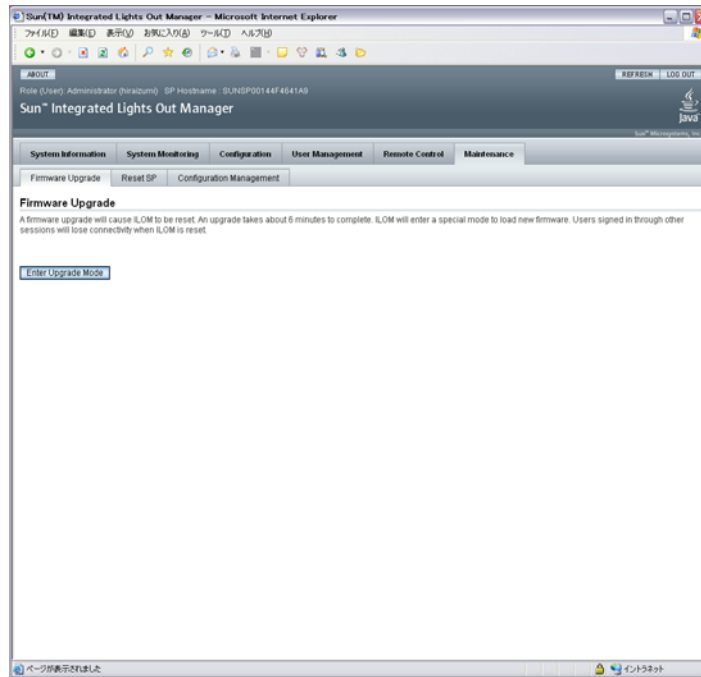 Sun(TM) Integrated Lights Out Manager - Microsoft Internet Explorer
ファイル(F) 編集(E) 表示(V) お気に入り(A) ツール(T) ヘルプ(H)
ABOUT REFRESH LOG OUT
Role (User): Administrator (hiraizumi) SP Hostname : SUNSP00144F4641A9
Sun™ Integrated Lights Out Manager
Java
Sun™ Microsystems, Inc
System Information System Monitoring Configuration User Management Remote Control Maintenance
Firmware Upgrade Reset SP Configuration Management
Firmware Upgrade
A firmware upgrade will cause ILOM to be reset. An upgrade takes about 6 minutes to complete. ILOM will enter a special mode to load new firmware. Users signed in through other
sessions will lose connectivity when ILOM is reset.
Enter Upgrade Mode
ページが表示されました イントラネット